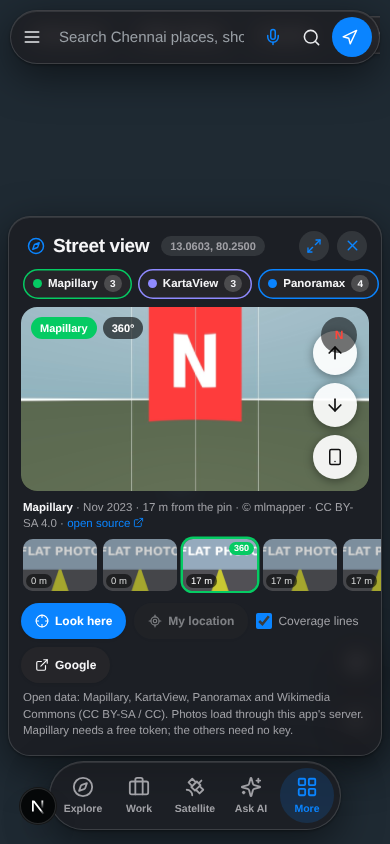 Search Chennai places, sho
Street view
13.0603, 80.2500
Mapillary 3
KartaView 3
Panoramax 4
Mapillary
360°
N
N
Mapillary · Nov 2023 · 17 m from the pin · © mlmapper · CC BY-
SA 4.0 · open source
FLAT PHOTO
0 m
FLAT PHOTO
0 m
FLAT PHOTO
360
17 m
FLAT PHOTO
17 m
FLAT PH
17 m
Look here
My location
Coverage lines
Google
Open data: Mapillary, KartaView, Panoramax and Wikimedia
Commons (CC BY-SA / CC). Photos load through this app's server.
Mapillary needs a free token; the others need no key.
N
Explore
Work
Satellite
Ask AI
More